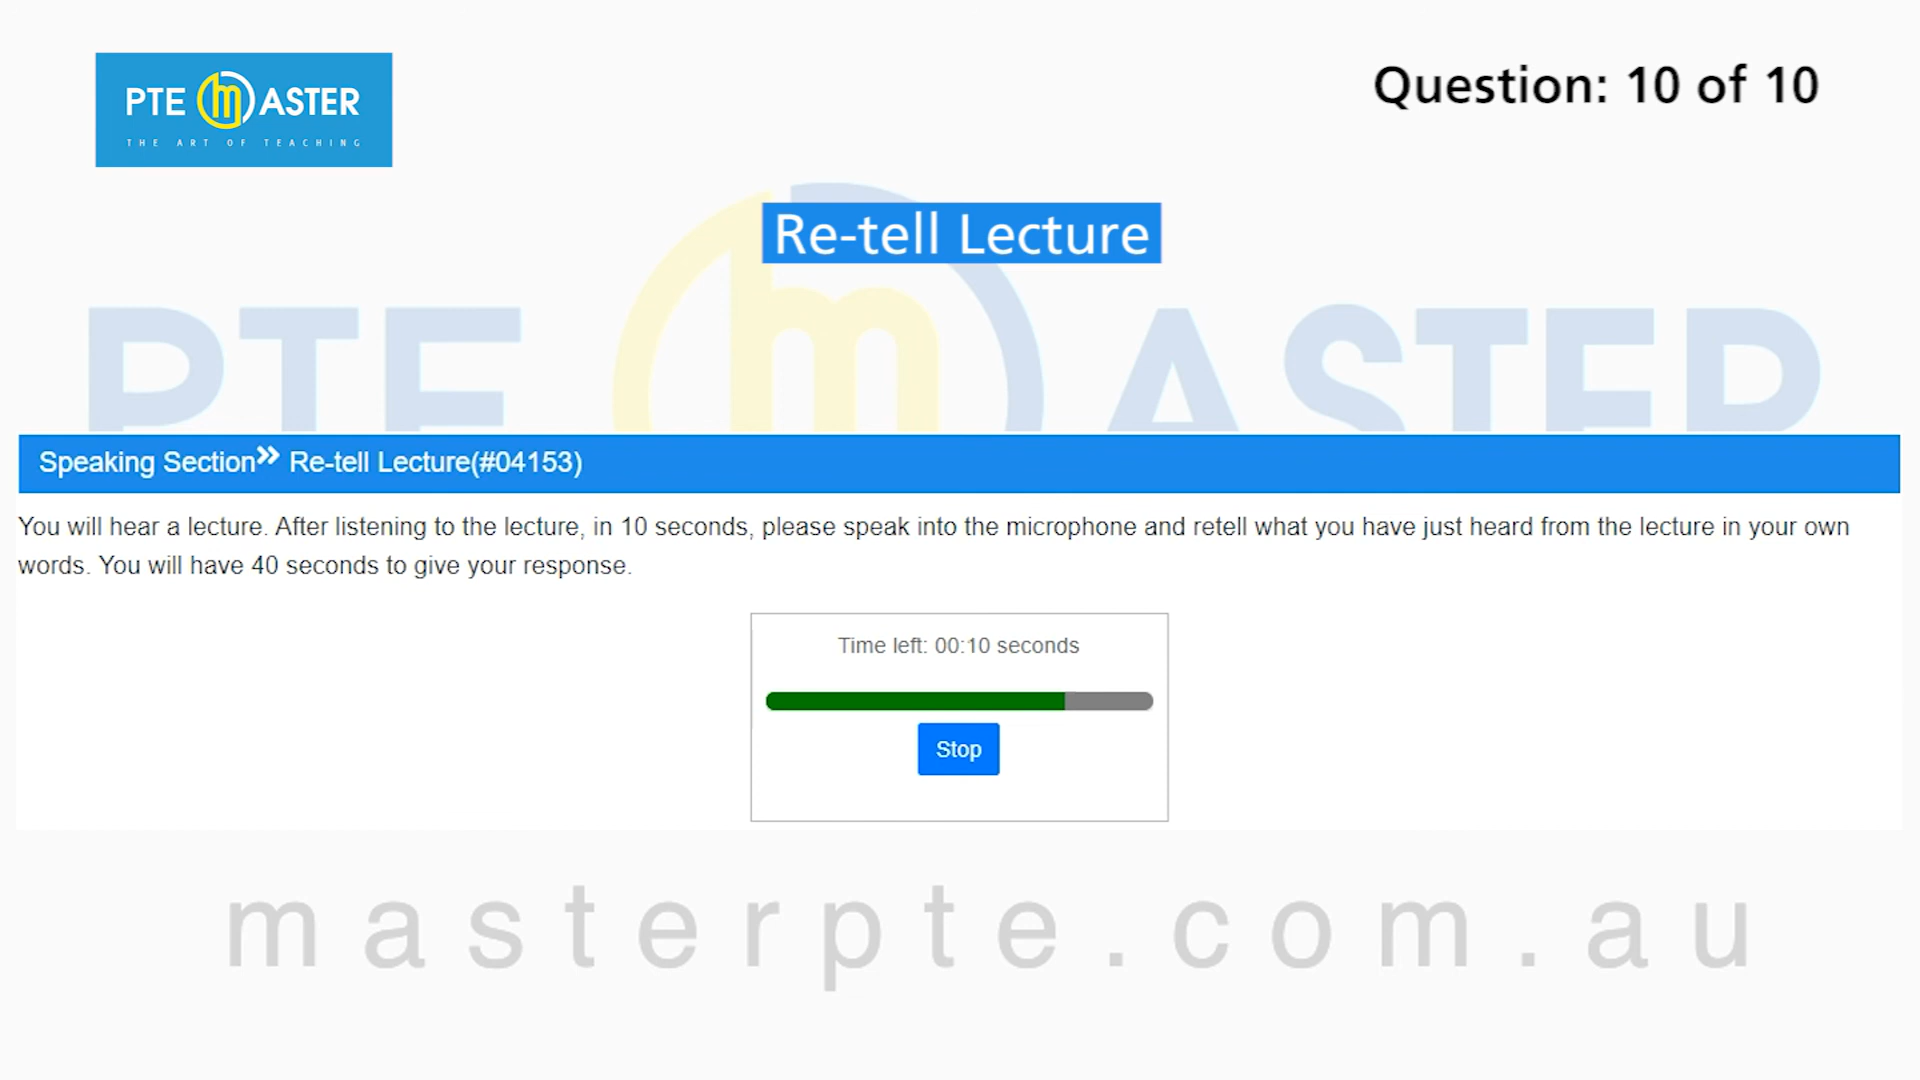 PTE MASTER
THE ART OF TEACHING
Question: 10 of 10
Re-tell Lecture
PTE MASTER
Speaking Section» Re-tell Lecture(#04153)
You will hear a lecture. After listening to the lecture, in 10 seconds, please speak into the microphone and retell what you have just heard from the lecture in your own
words. You will have 40 seconds to give your response.
Time left: 00:10 seconds
Stop
masterpte.com.au